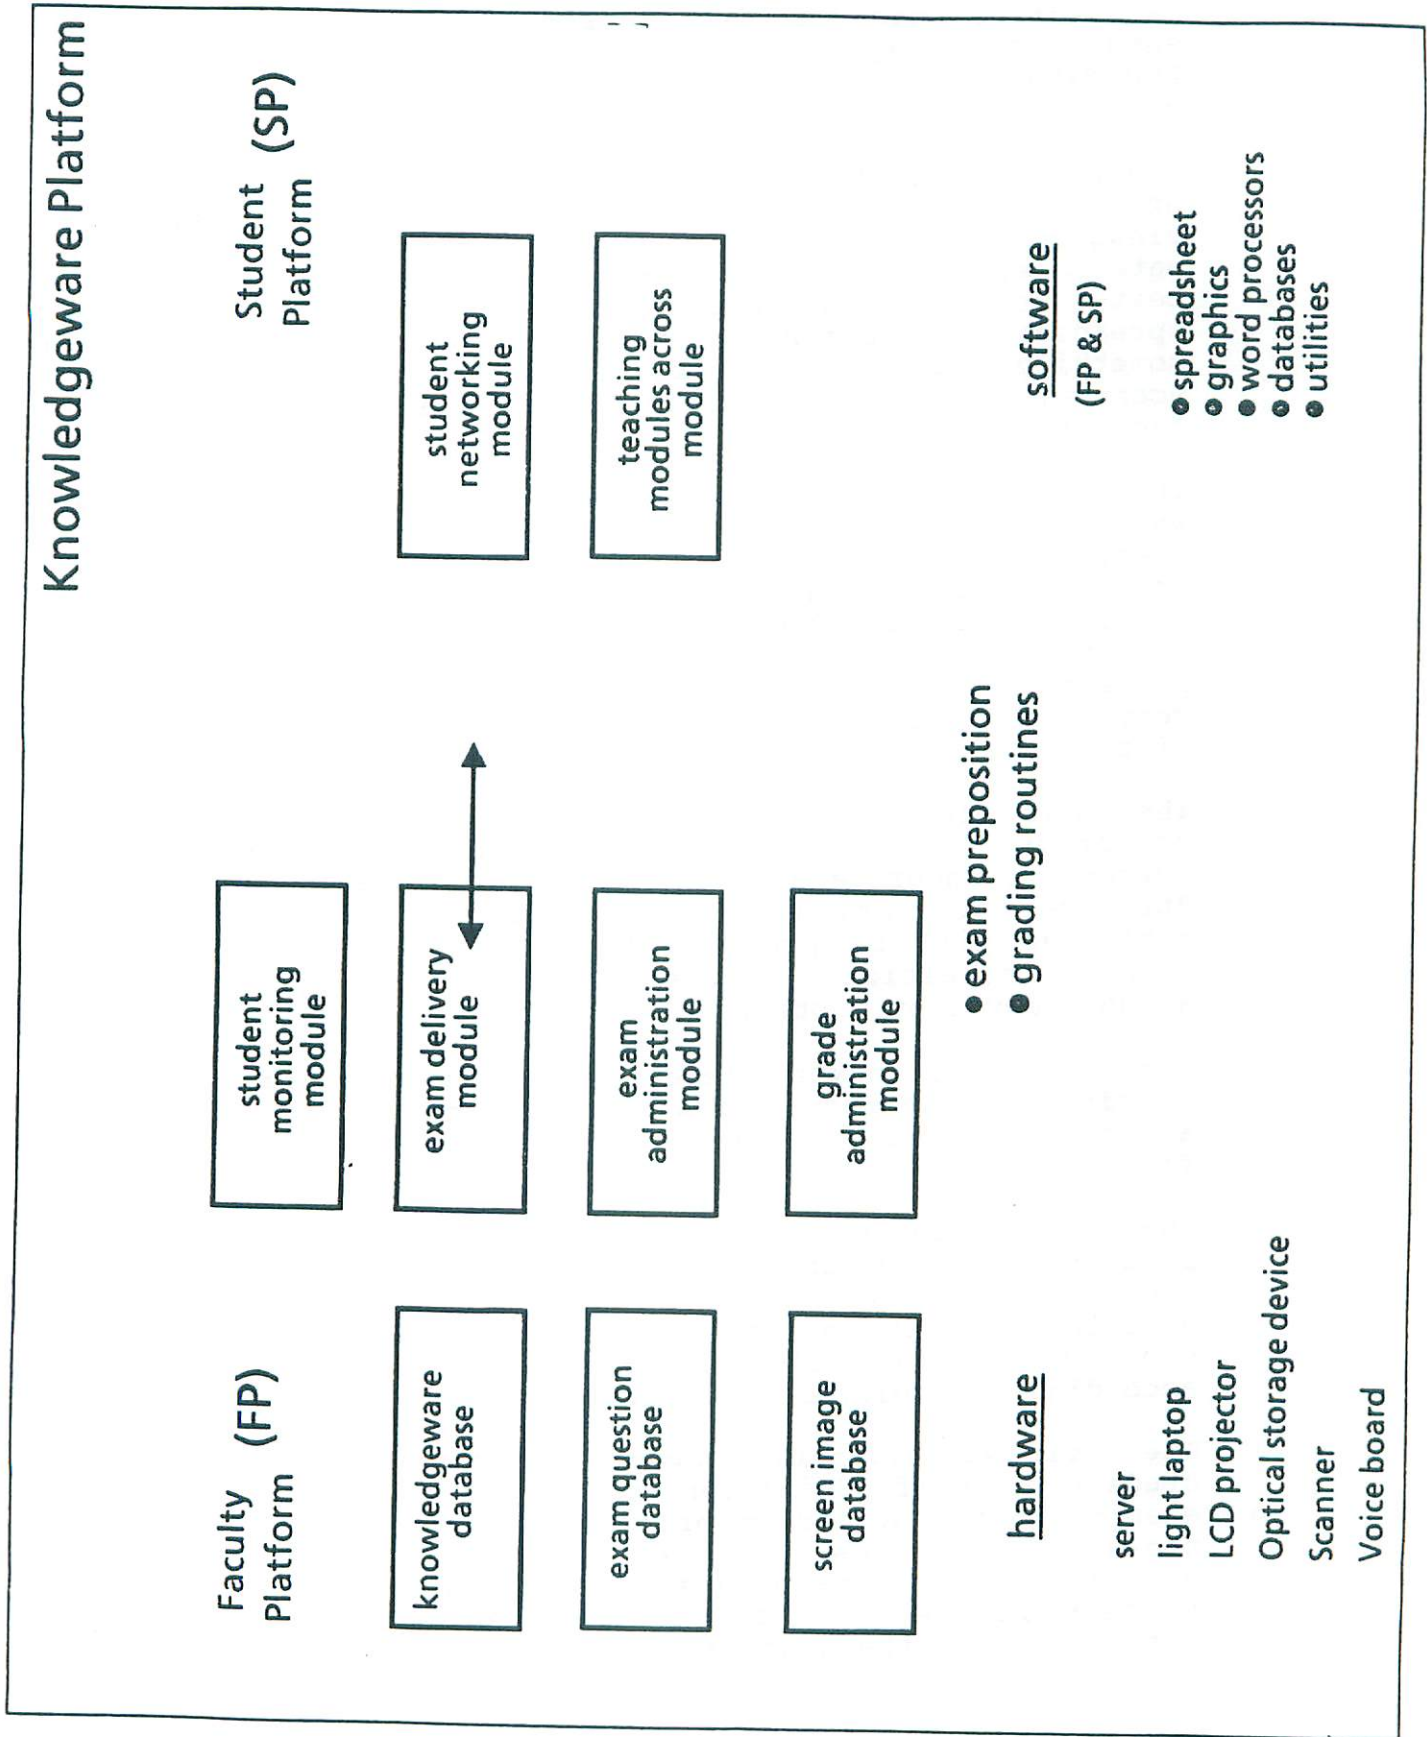 Knowledgeware Platform
Faculty (FP)
Platform
Student (SP)
Platform
student
monitoring
module
knowledgeware
database
exam delivery
module
student
networking
module
exam question
database
exam
administration
module
teaching
modules across
module
screen image
database
grade
administration
module
● exam preposition
● grading routines
hardware
server
light laptop
LCD projector
Optical storage device
Scanner
Voice board
software
(FP & SP)
● spreadsheet
● graphics
● word processors
● databases
● utilities